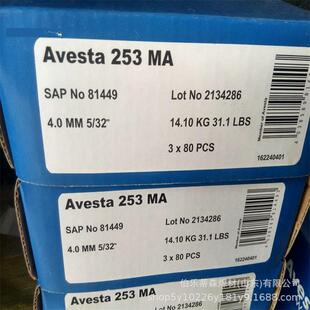 Avesta 253 MA
SAP No 81449 Lot No 2134286
4.0 MM 5/32" 14.10 KG 31.1 LBS
3 x 80 PCS
162240401
Avesta 253 MA
SAP No 81449 Lot No 2134286
4.0 MM 5/32" 14.10 KG 31.1 LBS
3 x 80 PCS
162240401
Avesta 253 MA